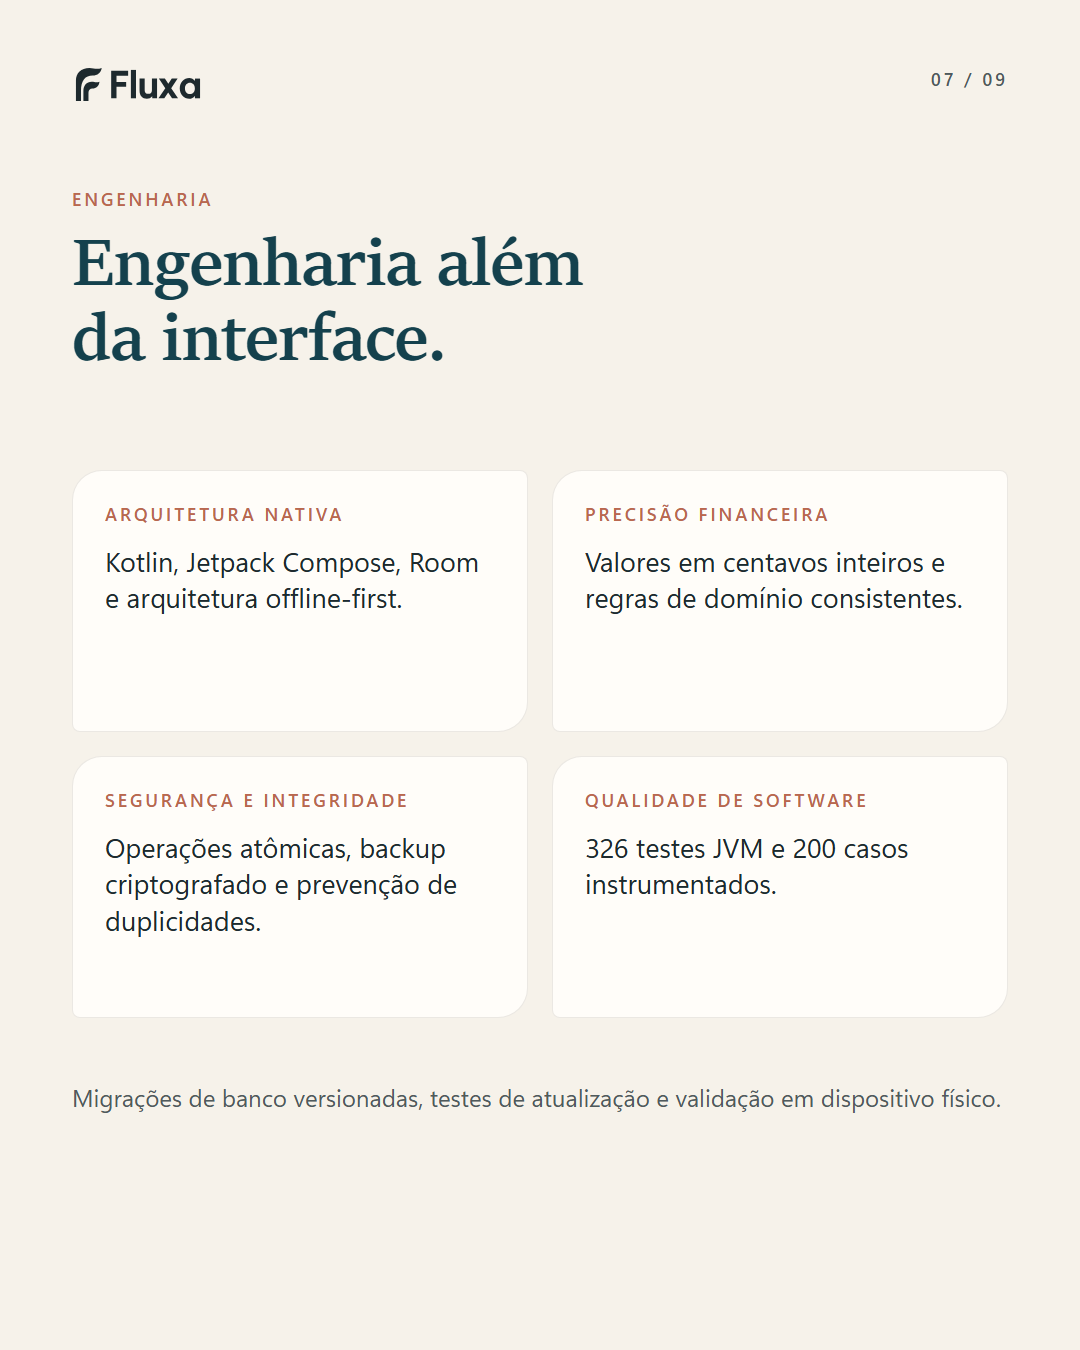 Fluxa
07 / 09
ENGENHARIA
Engenharia além
da interface.
ARQUITETURA NATIVA
Kotlin, Jetpack Compose, Room
e arquitetura offline-first.
PRECISÃO FINANCEIRA
Valores em centavos inteiros e
regras de domínio consistentes.
SEGURANÇA E INTEGRIDADE
Operações atômicas, backup
criptografado e prevenção de
duplicidades.
QUALIDADE DE SOFTWARE
326 testes JVM e 200 casos
instrumentados.
Migrações de banco versionadas, testes de atualização e validação em dispositivo físico.